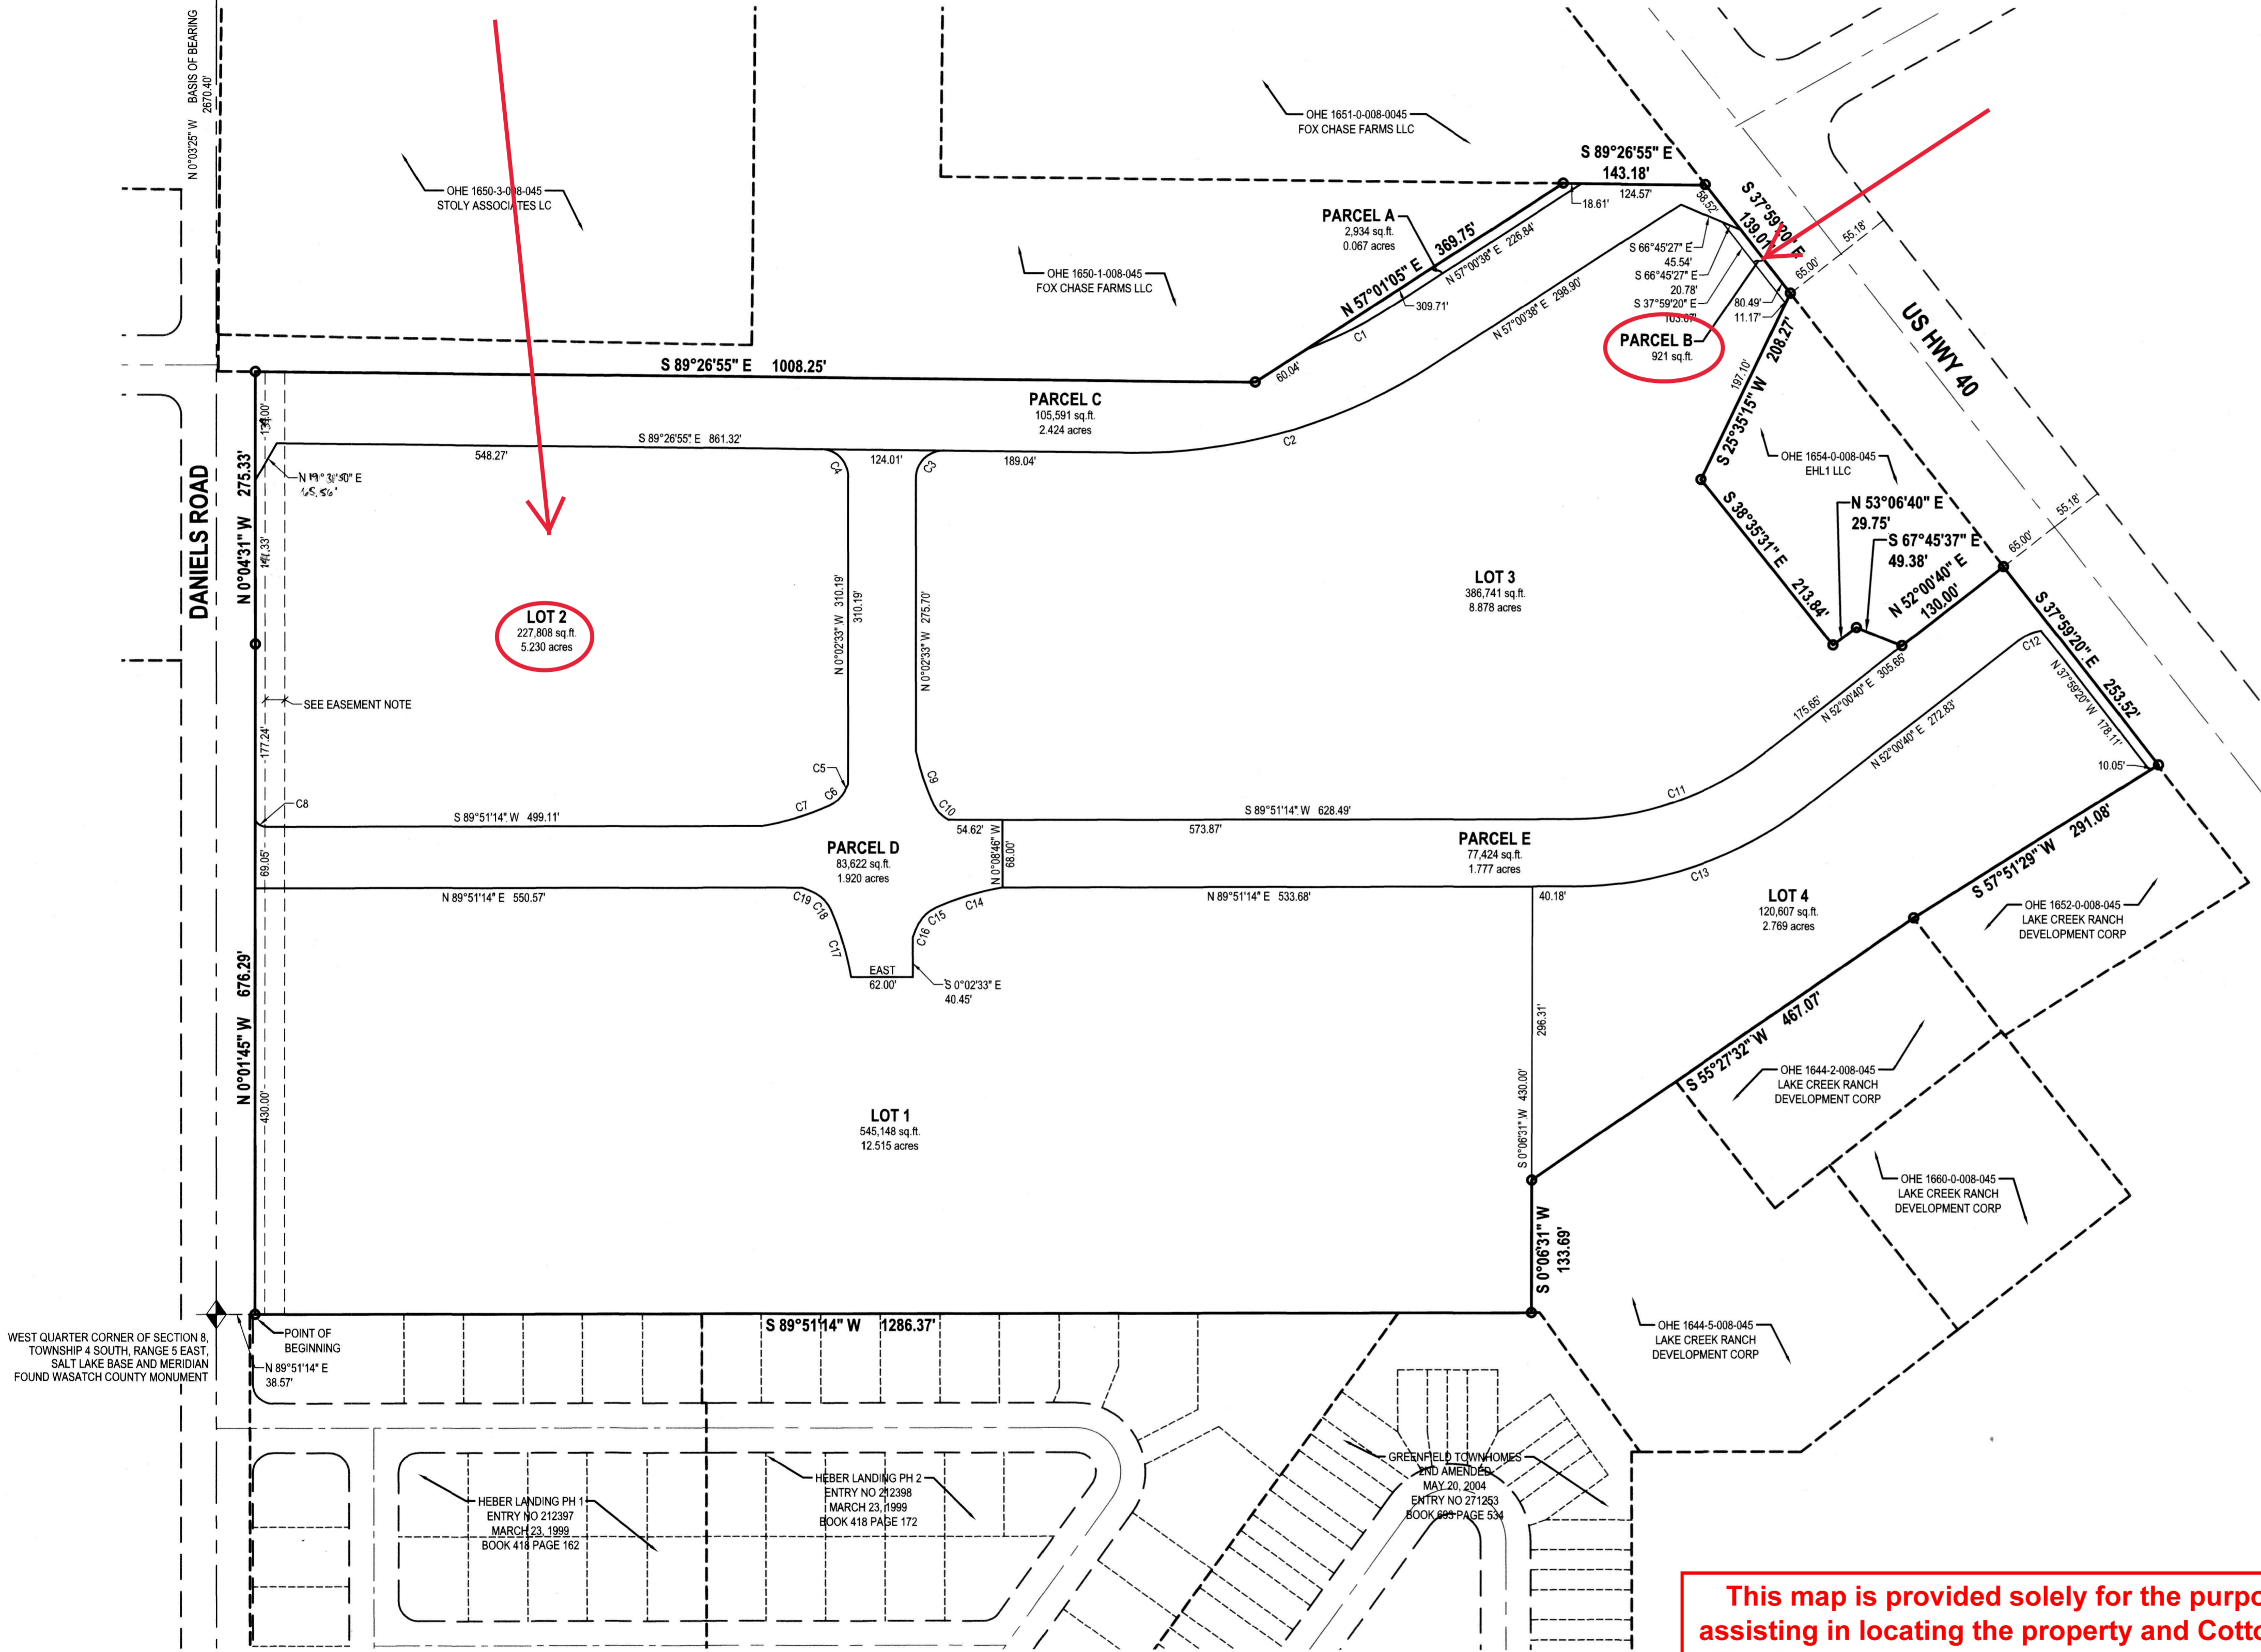 N 0°03'25" W BASIS OF BEARING
2670.40'
OHE 1650-3-008-045
STOLY ASSOCIATES LC
OHE 1651-0-008-0045
FOX CHASE FARMS LLC
OHE 1650-1-008-045
FOX CHASE FARMS LLC
S 89°26'55" E
143.18'
124.57'
18.61'
58.52'
S 37°59'20" E
139.01'
55.18'
65.00'
PARCEL A
2,934 sq.ft.
0.067 acres
N 57°01'05" E 369.75'
N 57°00'38" E 226.84'
309.71'
C1
60.04'
N 57°00'38" E 298.90'
S 66°45'27" E
45.54'
S 66°45'27" E
20.78'
S 37°59'20" E
103.67'
80.49'
11.17'
PARCEL B
921 sq.ft.
US HWY 40
S 25°35'15" W 208.27'
197.10'
S 89°26'55" E 1008.25'
PARCEL C
105,591 sq.ft.
2.424 acres
C2
S 89°26'55" E 861.32'
548.27'
124.01'
189.04'
C4
C3
N 19°31'50" E
65.56'
DANIELS ROAD
N 0°04'31" W 275.33'
OHE 1654-0-008-045
EHL1 LLC
S 38°35'31" E 213.84'
N 53°06'40" E
29.75'
S 67°45'37" E
49.38'
N 52°00'40" E
130.00'
65.00'
55.18'
LOT 2
227,808 sq.ft.
5.230 acres
N 0°02'33" W 310.19'
310.19'
N 0°02'33" W 275.70'
LOT 3
386,741 sq.ft.
8.878 acres
SEE EASEMENT NOTE
177.24'
S 37°59'20" E 253.52'
C12
N 37°59'20" W 178.11'
10.05'
175.65'
N 52°00'40" E 305.65'
N 52°00'40" E 272.83'
C5
C6
C7
C8
C9
C10
C11
S 89°51'14" W 499.11'
S 89°51'14" W 628.49'
54.62'
573.87'
N 0°08'46" W
68.00'
PARCEL D
83,622 sq.ft.
1.920 acres
PARCEL E
77,424 sq.ft.
1.777 acres
69.05'
N 89°51'14" E 550.57'
C19
C18
C17
C16
C15
C14
N 89°51'14" E 533.68'
40.18'
C13
EAST
62.00'
S 0°02'33" E
40.45'
LOT 4
120,607 sq.ft.
2.769 acres
S 57°51'29" W 291.08'
OHE 1652-0-008-045
LAKE CREEK RANCH
DEVELOPMENT CORP
N 0°01'45" W 676.29'
430.00'
296.31'
S 0°06'31" W 430.00'
S 55°27'32" W 467.07'
OHE 1644-2-008-045
LAKE CREEK RANCH
DEVELOPMENT CORP
LOT 1
545,148 sq.ft.
12.515 acres
OHE 1660-0-008-045
LAKE CREEK RANCH
DEVELOPMENT CORP
S 0°06'31" W
133.69'
S 89°51'14" W 1286.37'
WEST QUARTER CORNER OF SECTION 8,
TOWNSHIP 4 SOUTH, RANGE 5 EAST,
SALT LAKE BASE AND MERIDIAN
FOUND WASATCH COUNTY MONUMENT
POINT OF
BEGINNING
N 89°51'14" E
38.57'
OHE 1644-5-008-045
LAKE CREEK RANCH
DEVELOPMENT CORP
HEBER LANDING PH 1
ENTRY NO 212397
MARCH 23, 1999
BOOK 418 PAGE 162
HEBER LANDING PH 2
ENTRY NO 212398
MARCH 23, 1999
BOOK 418 PAGE 172
GREENFIELD TOWNHOMES
2ND AMENDED
MAY 20, 2004
ENTRY NO 271253
BOOK 693 PAGE 534
This map is provided solely for the purpo
assisting in locating the property and Cotto